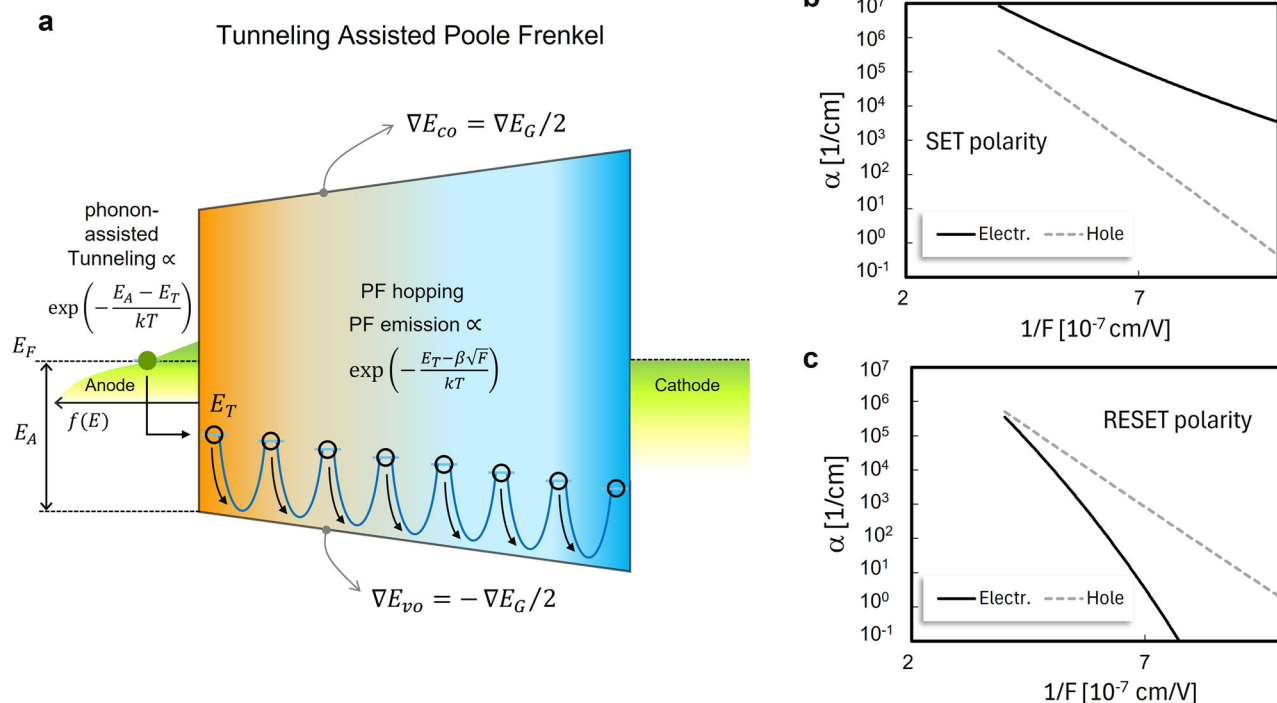 a
Tunneling Assisted Poole Frenkel
∇E_co = ∇E_G/2
phonon-
assisted
Tunneling ∝
exp(−(E_A − E_T)/kT)
PF hopping
PF emission ∝
exp(−(E_T−β√F)/kT)
E_F
Anode
Cathode
f(E)
E_T
E_A
∇E_vo = − ∇E_G/2
b
10^7
10^6
10^5
10^4
10^3
10^2
10^1
10^0
10^-1
α [1/cm]
SET polarity
Electr.
Hole
2
7
1/F [10^-7 cm/V]
c
10^7
10^6
10^5
10^4
10^3
10^2
10^1
10^0
10^-1
α [1/cm]
RESET polarity
Electr.
Hole
2
7
1/F [10^-7 cm/V]